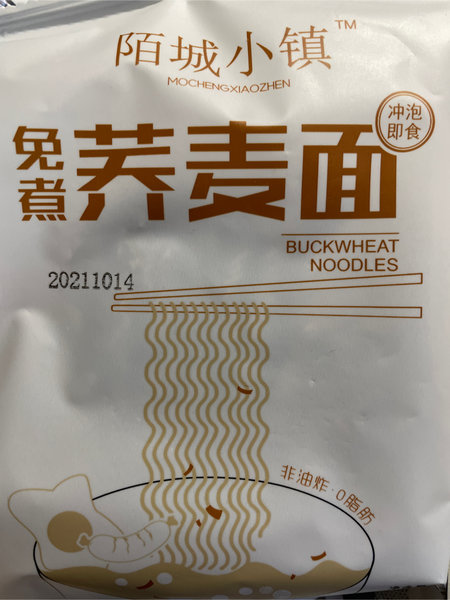 陌城小镇™
MOCHENGXIAOZHEN
冲泡
即食
免煮
荞麦面
BUCKWHEAT
NOODLES
20211014
非油炸·0脂肪